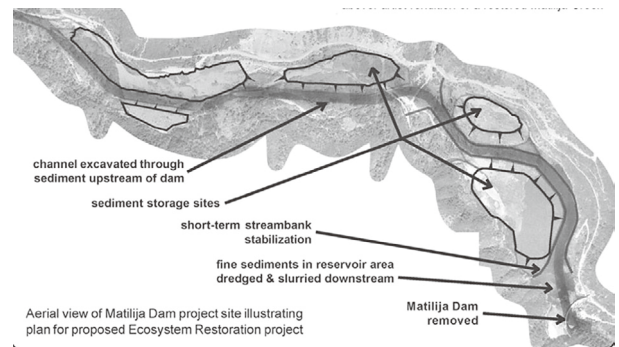 channel excavated through
sediment upstream of dam
sediment storage sites
short-term streambank
stabilization
fine sediments in reservoir area
dredged & slurried downstream
Matilija Dam
removed
Aerial view of Matilija Dam project site illustrating
plan for proposed Ecosystem Restoration project